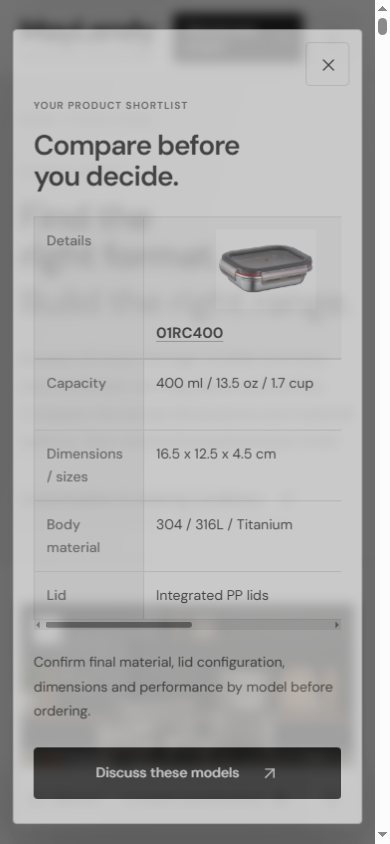 YOUR PRODUCT SHORTLIST
Compare before
you decide.
Details
01RC400
Capacity
400 ml / 13.5 oz / 1.7 cup
Dimensions
/ sizes
16.5 x 12.5 x 4.5 cm
Body
material
304 / 316L / Titanium
Lid
Integrated PP lids
Confirm final material, lid configuration,
dimensions and performance by model before
ordering.
Discuss these models